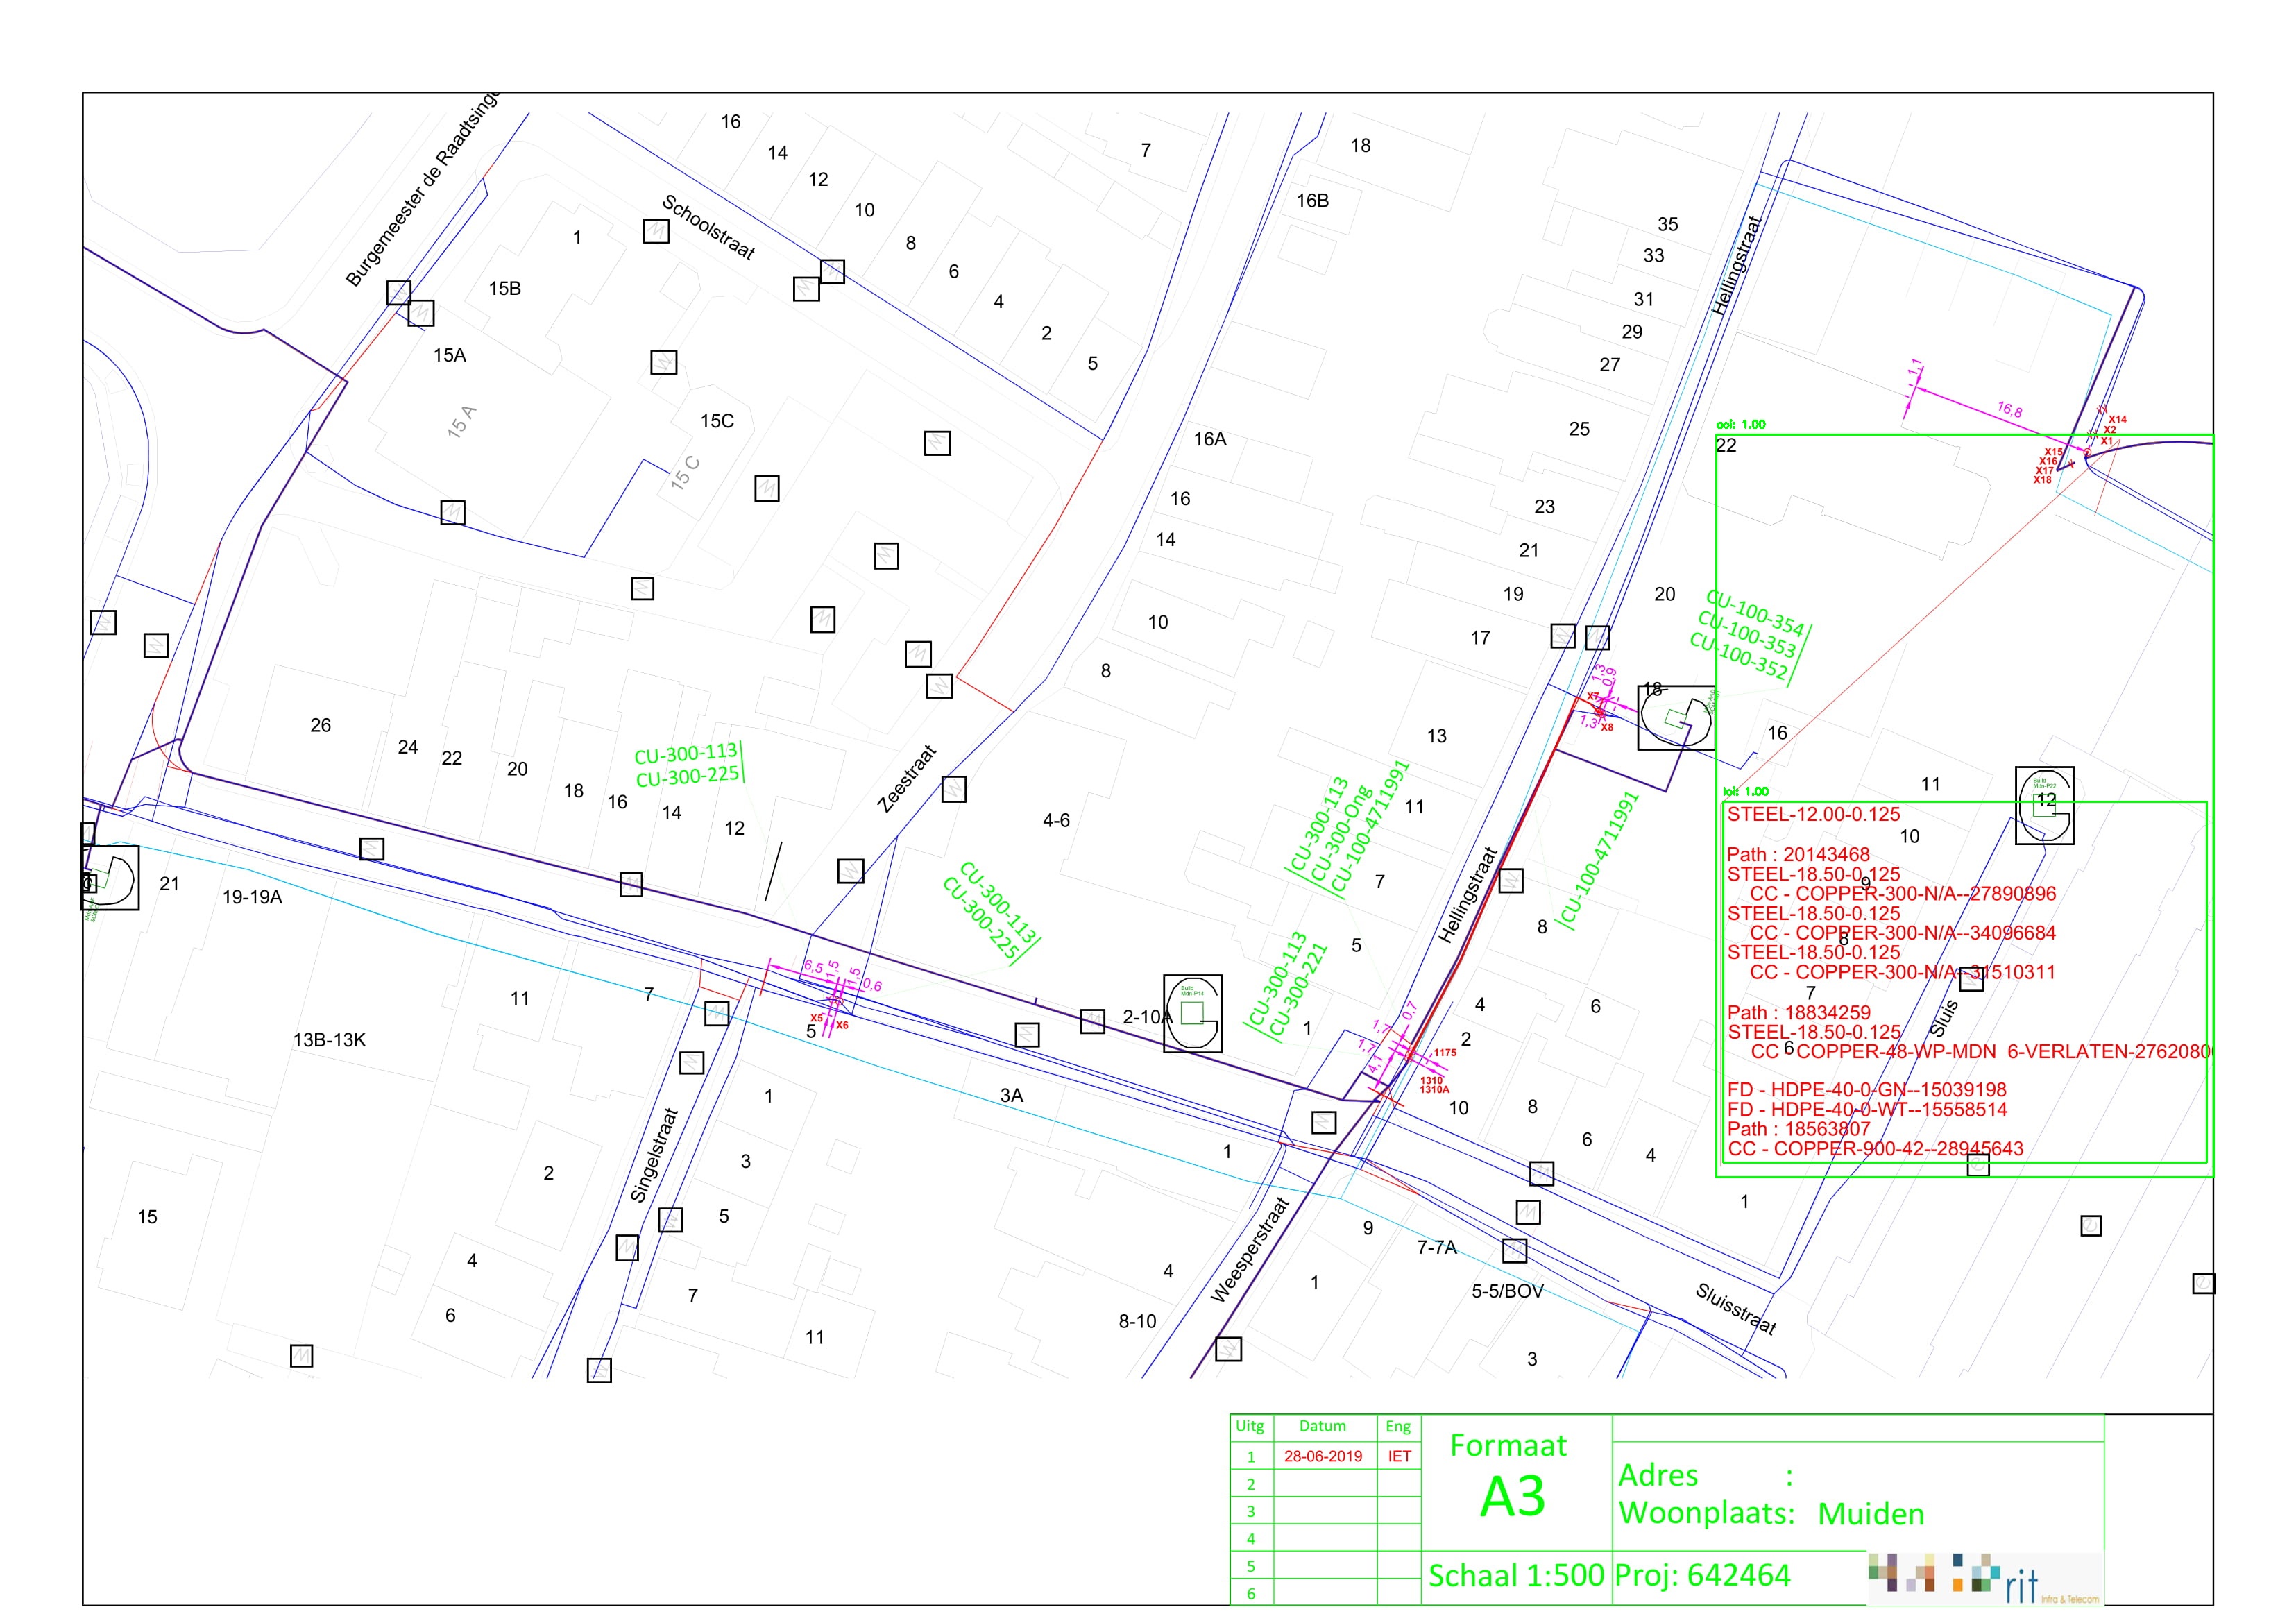 Burgemeester de Raadtsinge
Schoolstraat
16
14
12
10
8
6
4
2
5
7
18
16B
16A
16
14
10
8
1
15B
15A
15 A
15C
15 C
35
33
31
29
27
25
23
21
19
17
13
11
7
5
1
Hellingstraat
1,1
16,8
X14
X2
X1
X15
X16
X17
X18
aoi: 1.00
22
20
CU-100-354
CU-100-353
CU-100-352
18
16
1,3
0,9
X7
1,3
X8
26
24
22
20
18
16
14
12
CU-300-113
CU-300-225
Zeestraat
4-6
CU-300-113
CU-300-225
CU-300-113
CU-300-Ong
CU-100-4711991
CU-100-4711991
Hellingstraat
CU-300-113
CU-300-221
21
19-19A
13B-13K
11
7
5
6,5
1,5
1,5
0,6
X5
X6
2-10A
Build
Mdn-P14
3A
1
8
6
4
2
10
8
6
4
1
0,7
1,7
1,7
4,1
1175
1310
1310A
11
10
9
8
7
6
12
Build
Mdn-P22
Sluis
loi: 1.00
STEEL-12.00-0.125
Path : 20143468
STEEL-18.50-0.125
CC - COPPER-300-N/A--27890896
STEEL-18.50-0.125
CC - COPPER-300-N/A--34096684
STEEL-18.50-0.125
CC - COPPER-300-N/A--31510311
Path : 18834259
STEEL-18.50-0.125
CC - COPPER-48-WP-MDN 6-VERLATEN-2762080
FD - HDPE-40-0-GN--15039198
FD - HDPE-40-0-WT--15558514
Path : 18563807
CC - COPPER-900-42--28945643
15
2
4
6
Singelstraat
1
3
5
7
11
4
8-10
Weesperstraat
9
1
7-7A
5-5/BOV
3
Sluisstraat
Uitg Datum Eng
1 28-06-2019 IET
2
3
4
5
6
Formaat
A3
Schaal 1:500
Adres :
Woonplaats: Muiden
Proj: 642464
rit
Infra & Telecom